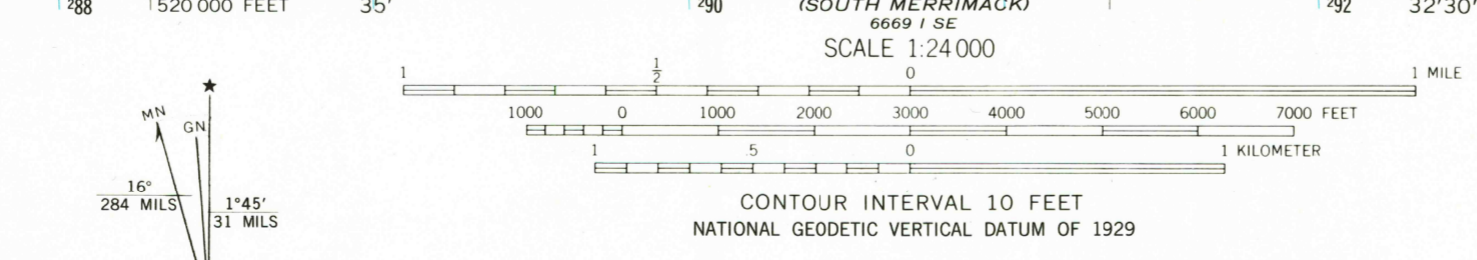 288 520 000 FEET 35' 290 (SOUTH MERRIMACK) 292 32'30"
6669 I SE
SCALE 1:24 000
1 1/2 0 1 MILE
1000 0 1000 2000 3000 4000 5000 6000 7000 FEET
1 .5 0 1 KILOMETER
CONTOUR INTERVAL 10 FEET
NATIONAL GEODETIC VERTICAL DATUM OF 1929
★
MN
GN
16°
284 MILS
1°45'
31 MILS